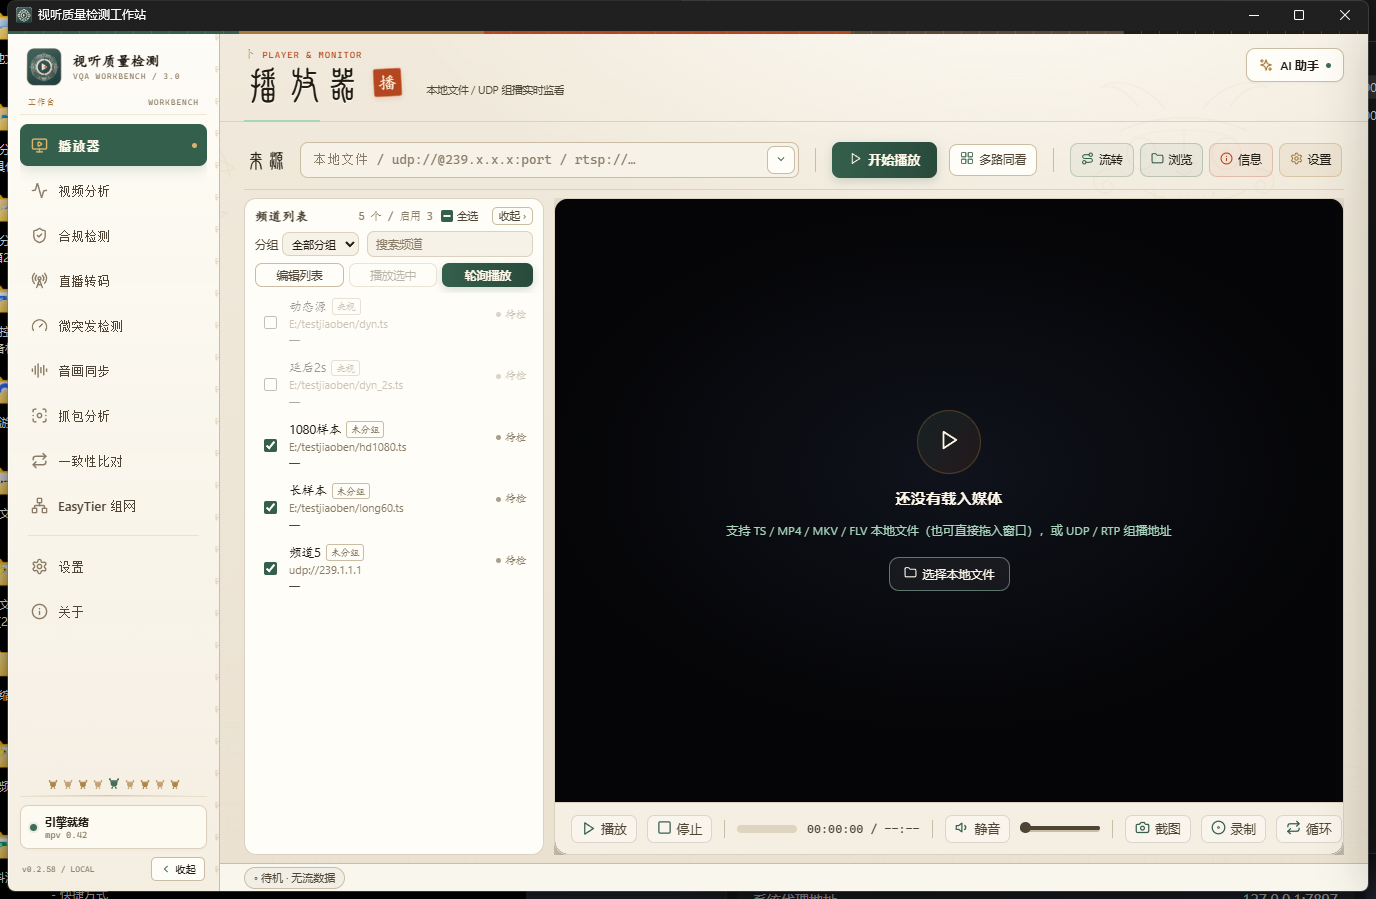 视听质量检测工作站
视听质量检测
VQA WORKBENCH / 3.0
工作台 WORKBENCH
播放器
视频分析
合规检测
直播转码
微突发检测
音画同步
抓包分析
一致性比对
EasyTier 组网
设置
关于
引擎就绪
mpv 0.42
v0.2.58 / LOCAL
收起
卜 PLAYER & MONITOR
播放器 播 本地文件 / UDP 组播实时监看
AI 助手
来源 本地文件 / udp://@239.x.x.x:port / rtsp://… 开始播放 多路同看 流转 浏览 信息 设置
频道列表 5 个 / 启用 3 全选 收起 ›
分组 全部分组 搜索频道
编辑列表 播放选中 轮询播放
动态源 央视
E:/testjiaoben/dyn.ts 待检
—
延后2s 央视
E:/testjiaoben/dyn_2s.ts 待检
—
1080样本 未分组
E:/testjiaoben/hd1080.ts 待检
—
长样本 未分组
E:/testjiaoben/long60.ts 待检
—
频道5 未分组
udp://239.1.1.1 待检
—
还没有载入媒体
支持 TS / MP4 / MKV / FLV 本地文件（也可直接拖入窗口），或 UDP / RTP 组播地址
选择本地文件
播放 停止 00:00:00 / --:-- 静音 截图 录制 循环
待机 · 无流数据